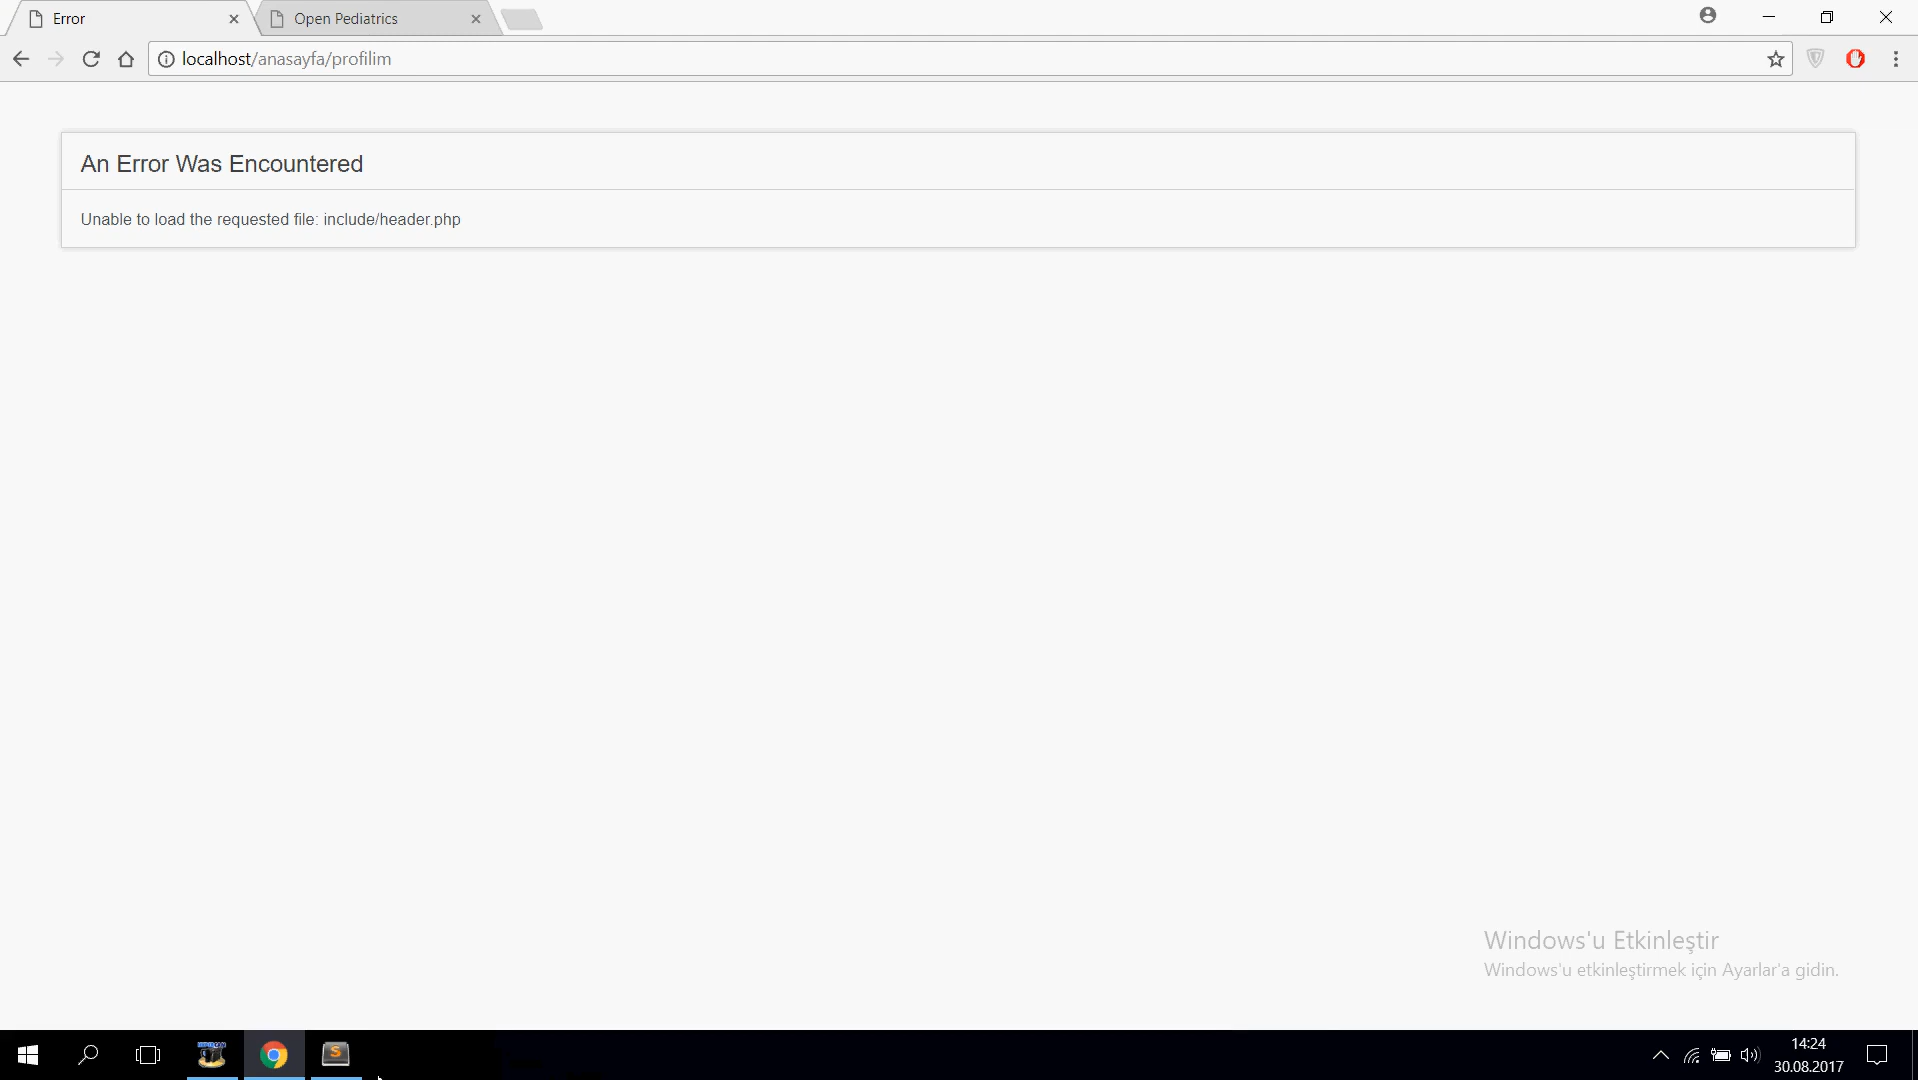 Error
Open Pediatrics
localhost/anasayfa/profilim
An Error Was Encountered
Unable to load the requested file: include/header.php
Windows'u Etkinleştir
Windows'u etkinleştirmek için Ayarlar'a gidin.
S
14:24
30.08.2017